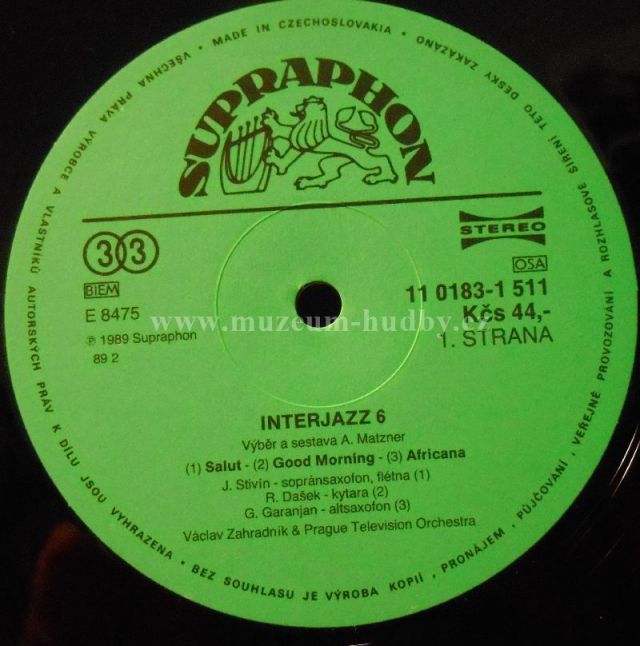 VŠECHNA PRÁVA VÝROBCE A VLASTNÍKŮ AUTORSKÝCH PRÁV K DÍLU JSOU VYHRAZENA • BEZ SOUHLASU JE VÝROBA KOPIÍ, PRONÁJEM, PŮJČOVÁNÍ, VEŘEJNÉ PROVOZOVÁNÍ A ROZHLASOVÉ ŠÍŘENÍ TÉTO DESKY ZAKÁZÁNO • MADE IN CZECHOSLOVAKIA •
SUPRAPHON
33
STEREO
BIEM
OSA
E 8475
11 0183-1 511
Kčs 44,-
www.muzeum-hudby.cz
℗ 1989 Supraphon
1. STRANA
89 2
INTERJAZZ 6
Výběr a sestava A. Matzner
(1) Salut - (2) Good Morning - (3) Africana
J. Stivín - sopránsaxofon, flétna (1)
R. Dašek - kytara (2)
G. Garanjan - altsaxofon (3)
Václav Zahradník & Prague Television Orchestra